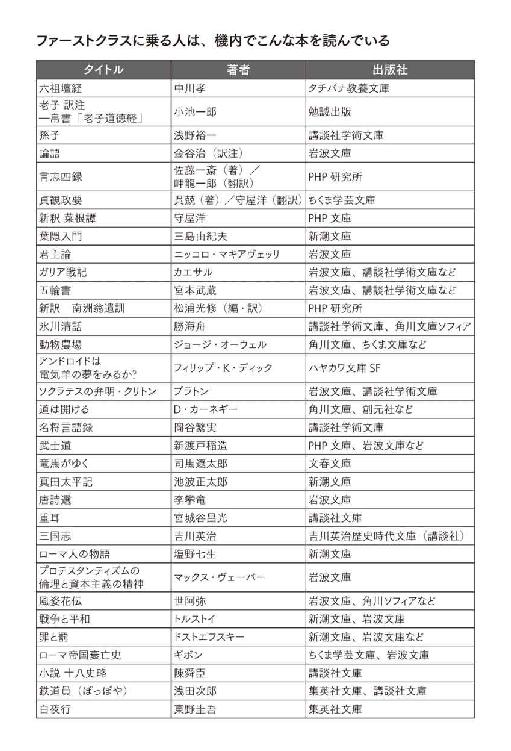 ファーストクラスに乗る人は、機内でこんな本を読んでいる
タイトル 著者 出版社
六祖壇経 中川孝 タチバナ教養文庫
老子 訳注
―帛書「老子道徳経」 小池一郎 勉誠出版
孫子 浅野裕一 講談社学術文庫
論語 金谷治（訳注） 岩波文庫
言志四録 佐藤一斎（著）／
岬龍一郎（翻訳） PHP 研究所
貞観政要 呉兢（著）／守屋洋（翻訳） ちくま学芸文庫
新釈 菜根譚 守屋洋 PHP 文庫
葉隠入門 三島由紀夫 新潮文庫
君主論 ニッコロ・マキアヴェッリ 岩波文庫
ガリア戦記 カエサル 岩波文庫、講談社学術文庫など
五輪書 宮本武蔵 岩波文庫、講談社学術文庫など
新訳　南洲翁遺訓 松浦光修（編・訳） PHP 研究所
氷川清話 勝海舟 講談社学術文庫、角川文庫ソフィア
動物農場 ジョージ・オーウェル 角川文庫、ちくま文庫など
アンドロイドは
電気羊の夢をみるか? フィリップ・K・ディック ハヤカワ文庫 SF
ソクラテスの弁明・クリトン プラトン 岩波文庫、講談社学術文庫
道は開ける D・カーネギー 角川文庫、創元社など
名将言語録 岡谷繁実 講談社学術文庫
武士道 新渡戸稲造 PHP 文庫、岩波文庫など
竜馬がゆく 司馬遼太郎 文春文庫
真田太平記 池波正太郎 新潮文庫
唐詩選 李攀竜 岩波文庫
重耳 宮城谷昌光 講談社文庫
三国志 吉川英治 吉川英治歴史時代文庫（講談社）
ローマ人の物語 塩野七生 新潮文庫
プロテスタンティズムの
倫理と資本主義の精神 マックス・ヴェーバー 岩波文庫
風姿花伝 世阿弥 岩波文庫、角川ソフィアなど
戦争と平和 トルストイ 新潮文庫、岩波文庫
罪と罰 ドストエフスキー 新潮文庫、岩波文庫など
ローマ帝国衰亡史 ギボン ちくま学芸文庫、岩波文庫
小説 十八史略 陳舜臣 講談社文庫
鉄道員（ぽっぽや） 浅田次郎 集英社文庫、講談社文庫
白夜行 東野圭吾 集英社文庫